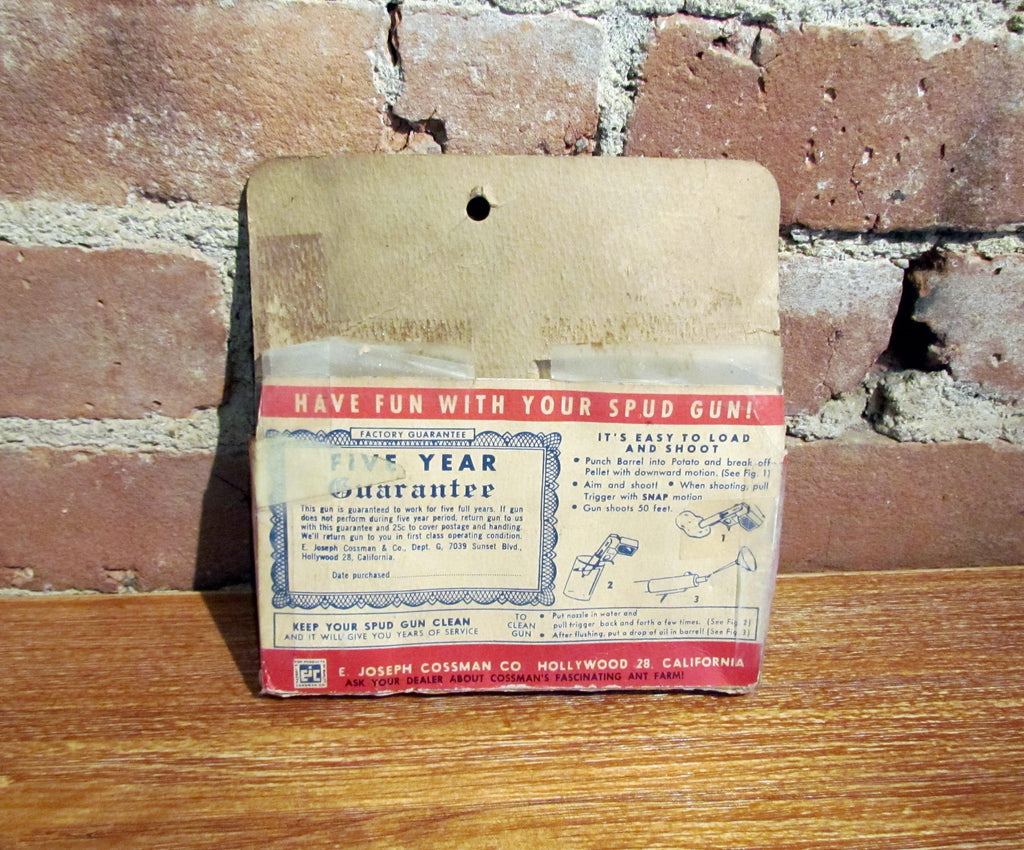 HAVE FUN WITH YOUR SPUD GUN!
FACTORY GUARANTEE
FIVE YEAR
Guarantee
This gun is guaranteed to work for five full years. If gun
does not perform during five year period, return gun to us
with this guarantee and 25c to cover postage and handling.
We'll return gun to you in first class operating condition.
E. Joseph Cossman & Co., Dept. G, 7039 Sunset Blvd.,
Hollywood 28, California.
Date purchased
IT'S EASY TO LOAD
AND SHOOT
• Punch Barrel into Potato and break off
Pellet with downward motion. (See Fig. 1)
• Aim and shoot! • When shooting, pull
Trigger with SNAP motion
• Gun shoots 50 feet.
1
2
3
KEEP YOUR SPUD GUN CLEAN
AND IT WILL GIVE YOU YEARS OF SERVICE
TO
CLEAN
GUN
• Put nozzle in water and
pull trigger back and forth a few times. (See Fig. 2)
• After flushing, put a drop of oil in barrel! (See Fig. 3)
ejc
E. JOSEPH COSSMAN CO HOLLYWOOD 28, CALIFORNIA
ASK YOUR DEALER ABOUT COSSMAN'S FASCINATING ANT FARM!